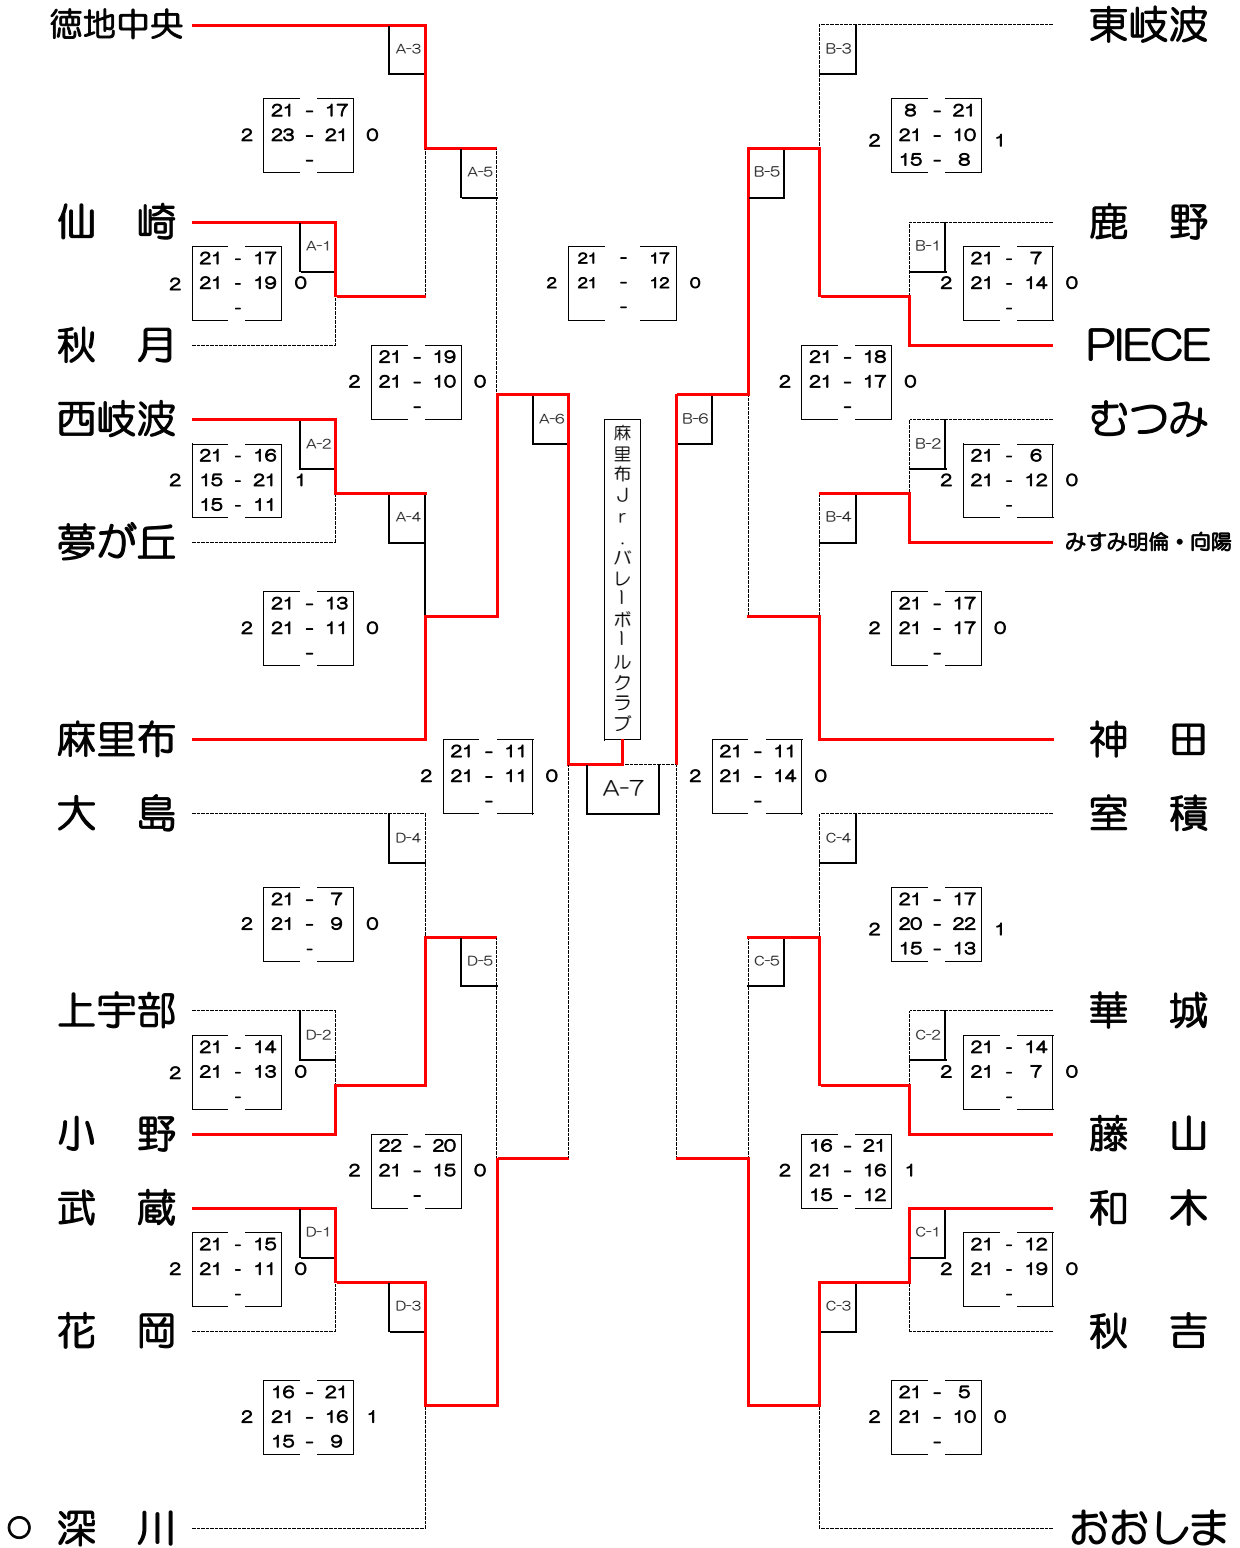 徳地中央
A-3
B-3
東岐波
21 - 17
2 23 - 21 0
-
8 - 21
2 21 - 10 1
15 - 8
A-5
B-5
仙　崎
A-1
B-1
鹿　野
21 - 17
2 21 - 19 0
-
21 - 17
2 21 - 12 0
-
21 - 7
2 21 - 14 0
-
秋　月
PIECE
21 - 19
2 21 - 10 0
-
21 - 18
2 21 - 17 0
-
西岐波
A-2
A-6
B-6
B-2
むつみ
麻里布Jr.バレーボールクラブ
21 - 16
2 15 - 21 1
15 - 11
21 - 6
2 21 - 12 0
-
A-4
B-4
夢が丘
みすみ明倫・向陽
21 - 13
2 21 - 11 0
-
21 - 17
2 21 - 17 0
-
麻里布
神　田
21 - 11
2 21 - 11 0
-
A-7
21 - 11
2 21 - 14 0
-
大　島
D-4
C-4
室　積
21 - 7
2 21 - 9 0
-
21 - 17
2 20 - 22 1
15 - 13
D-5
C-5
上宇部
D-2
C-2
華　城
21 - 14
2 21 - 13 0
-
21 - 14
2 21 - 7 0
-
小　野
藤　山
22 - 20
2 21 - 15 0
-
16 - 21
2 21 - 16 1
15 - 12
武　蔵
D-1
C-1
和　木
21 - 15
2 21 - 11 0
-
21 - 12
2 21 - 19 0
-
D-3
C-3
花　岡
秋　吉
16 - 21
2 21 - 16 1
15 - 9
21 - 5
2 21 - 10 0
-
○ 深　川
おおしま